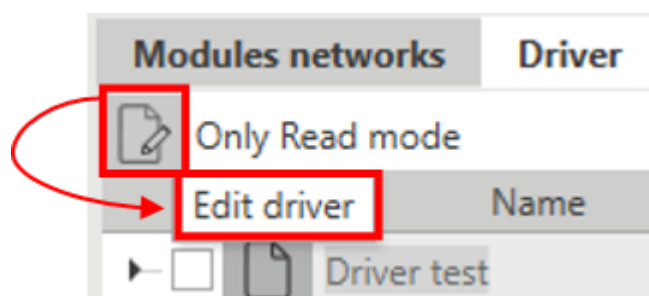 Modules networks Driver
Only Read mode
Edit driver Name
Driver test